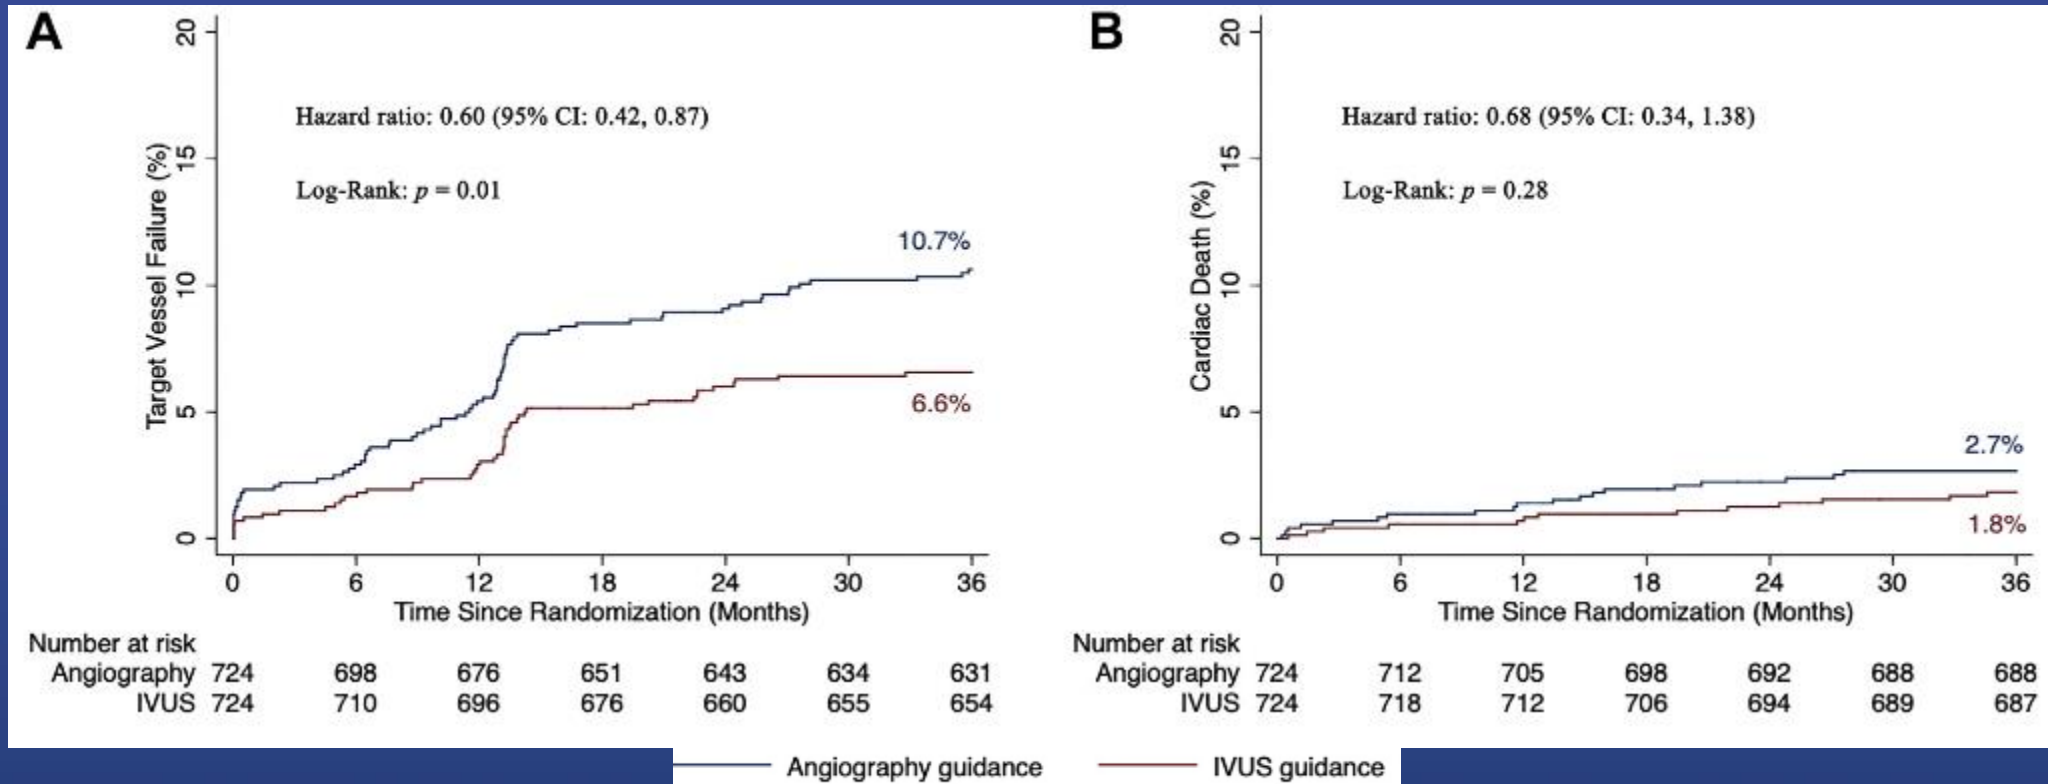 A
Target Vessel Failure (%)
20
15
10
5
0
Hazard ratio: 0.60 (95% CI: 0.42, 0.87)
Log-Rank: p = 0.01
10.7%
6.6%
0 6 12 18 24 30 36
Time Since Randomization (Months)
Number at risk
Angiography 724 698 676 651 643 634 631
IVUS 724 710 696 676 660 655 654
B
Cardiac Death (%)
20
15
10
5
0
Hazard ratio: 0.68 (95% CI: 0.34, 1.38)
Log-Rank: p = 0.28
2.7%
1.8%
0 6 12 18 24 30 36
Time Since Randomization (Months)
Number at risk
Angiography 724 712 705 698 692 688 688
IVUS 724 718 712 706 694 689 687
Angiography guidance IVUS guidance